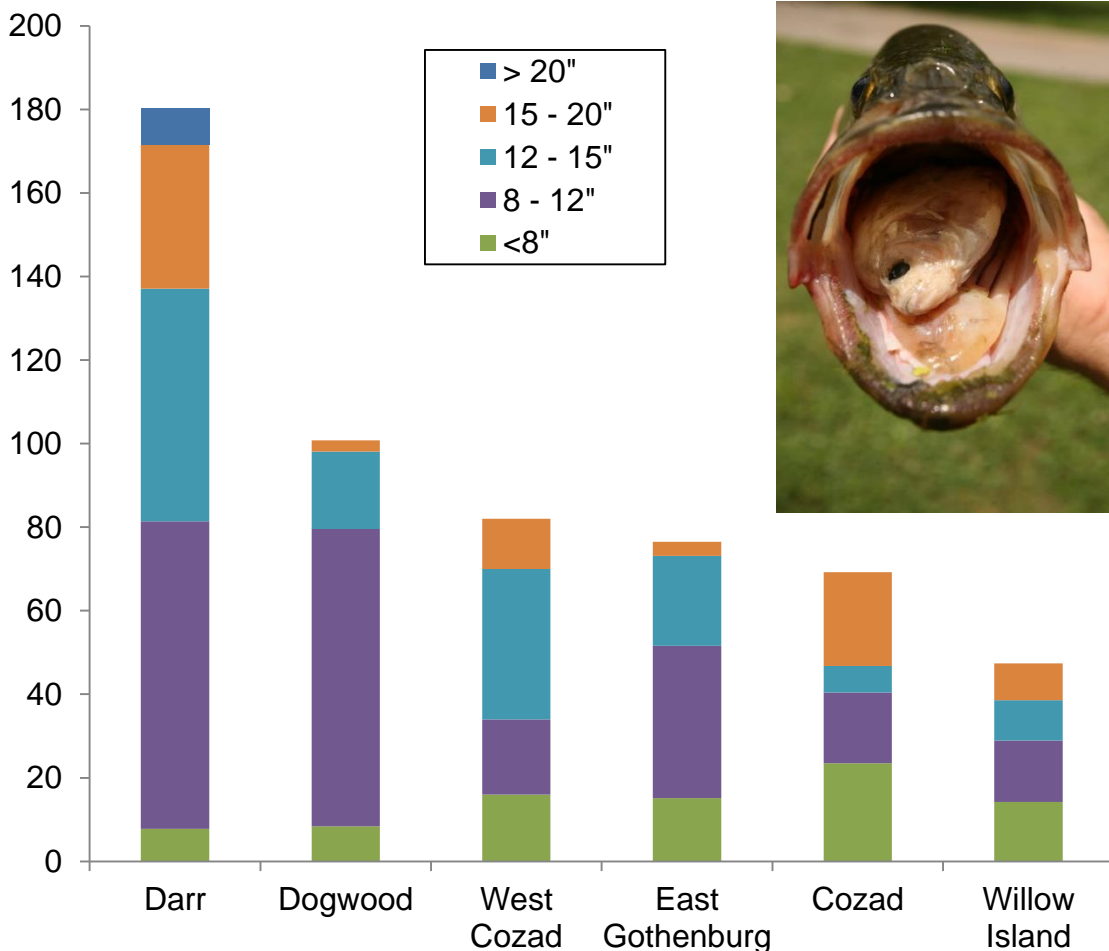 200
180
160
140
120
100
80
60
40
20
0
> 20"
15 - 20"
12 - 15"
8 - 12"
<8"
Darr
Dogwood
West
Cozad
East
Gothenburg
Cozad
Willow
Island